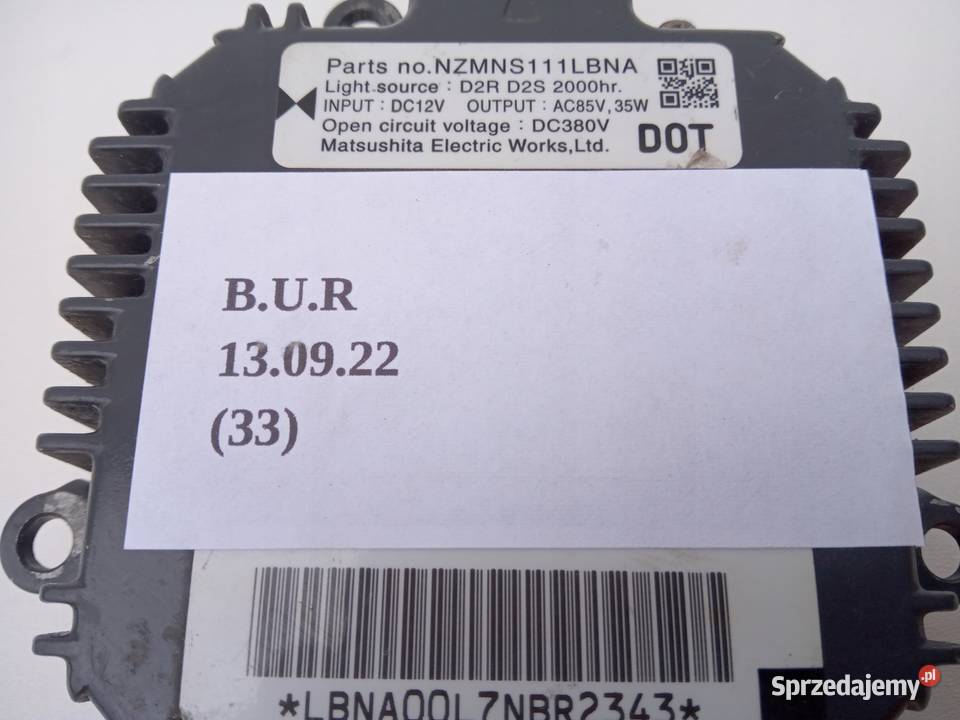 Parts no.NZMNS111LBNA
Light source : D2R D2S 2000hr.
INPUT : DC12V OUTPUT : AC85V, 35W
Open circuit voltage : DC380V
Matsushita Electric Works,Ltd.
DOT
B.U.R
13.09.22
(33)
*LBNA00L7NBR2343*
Sprzedajemy.pl